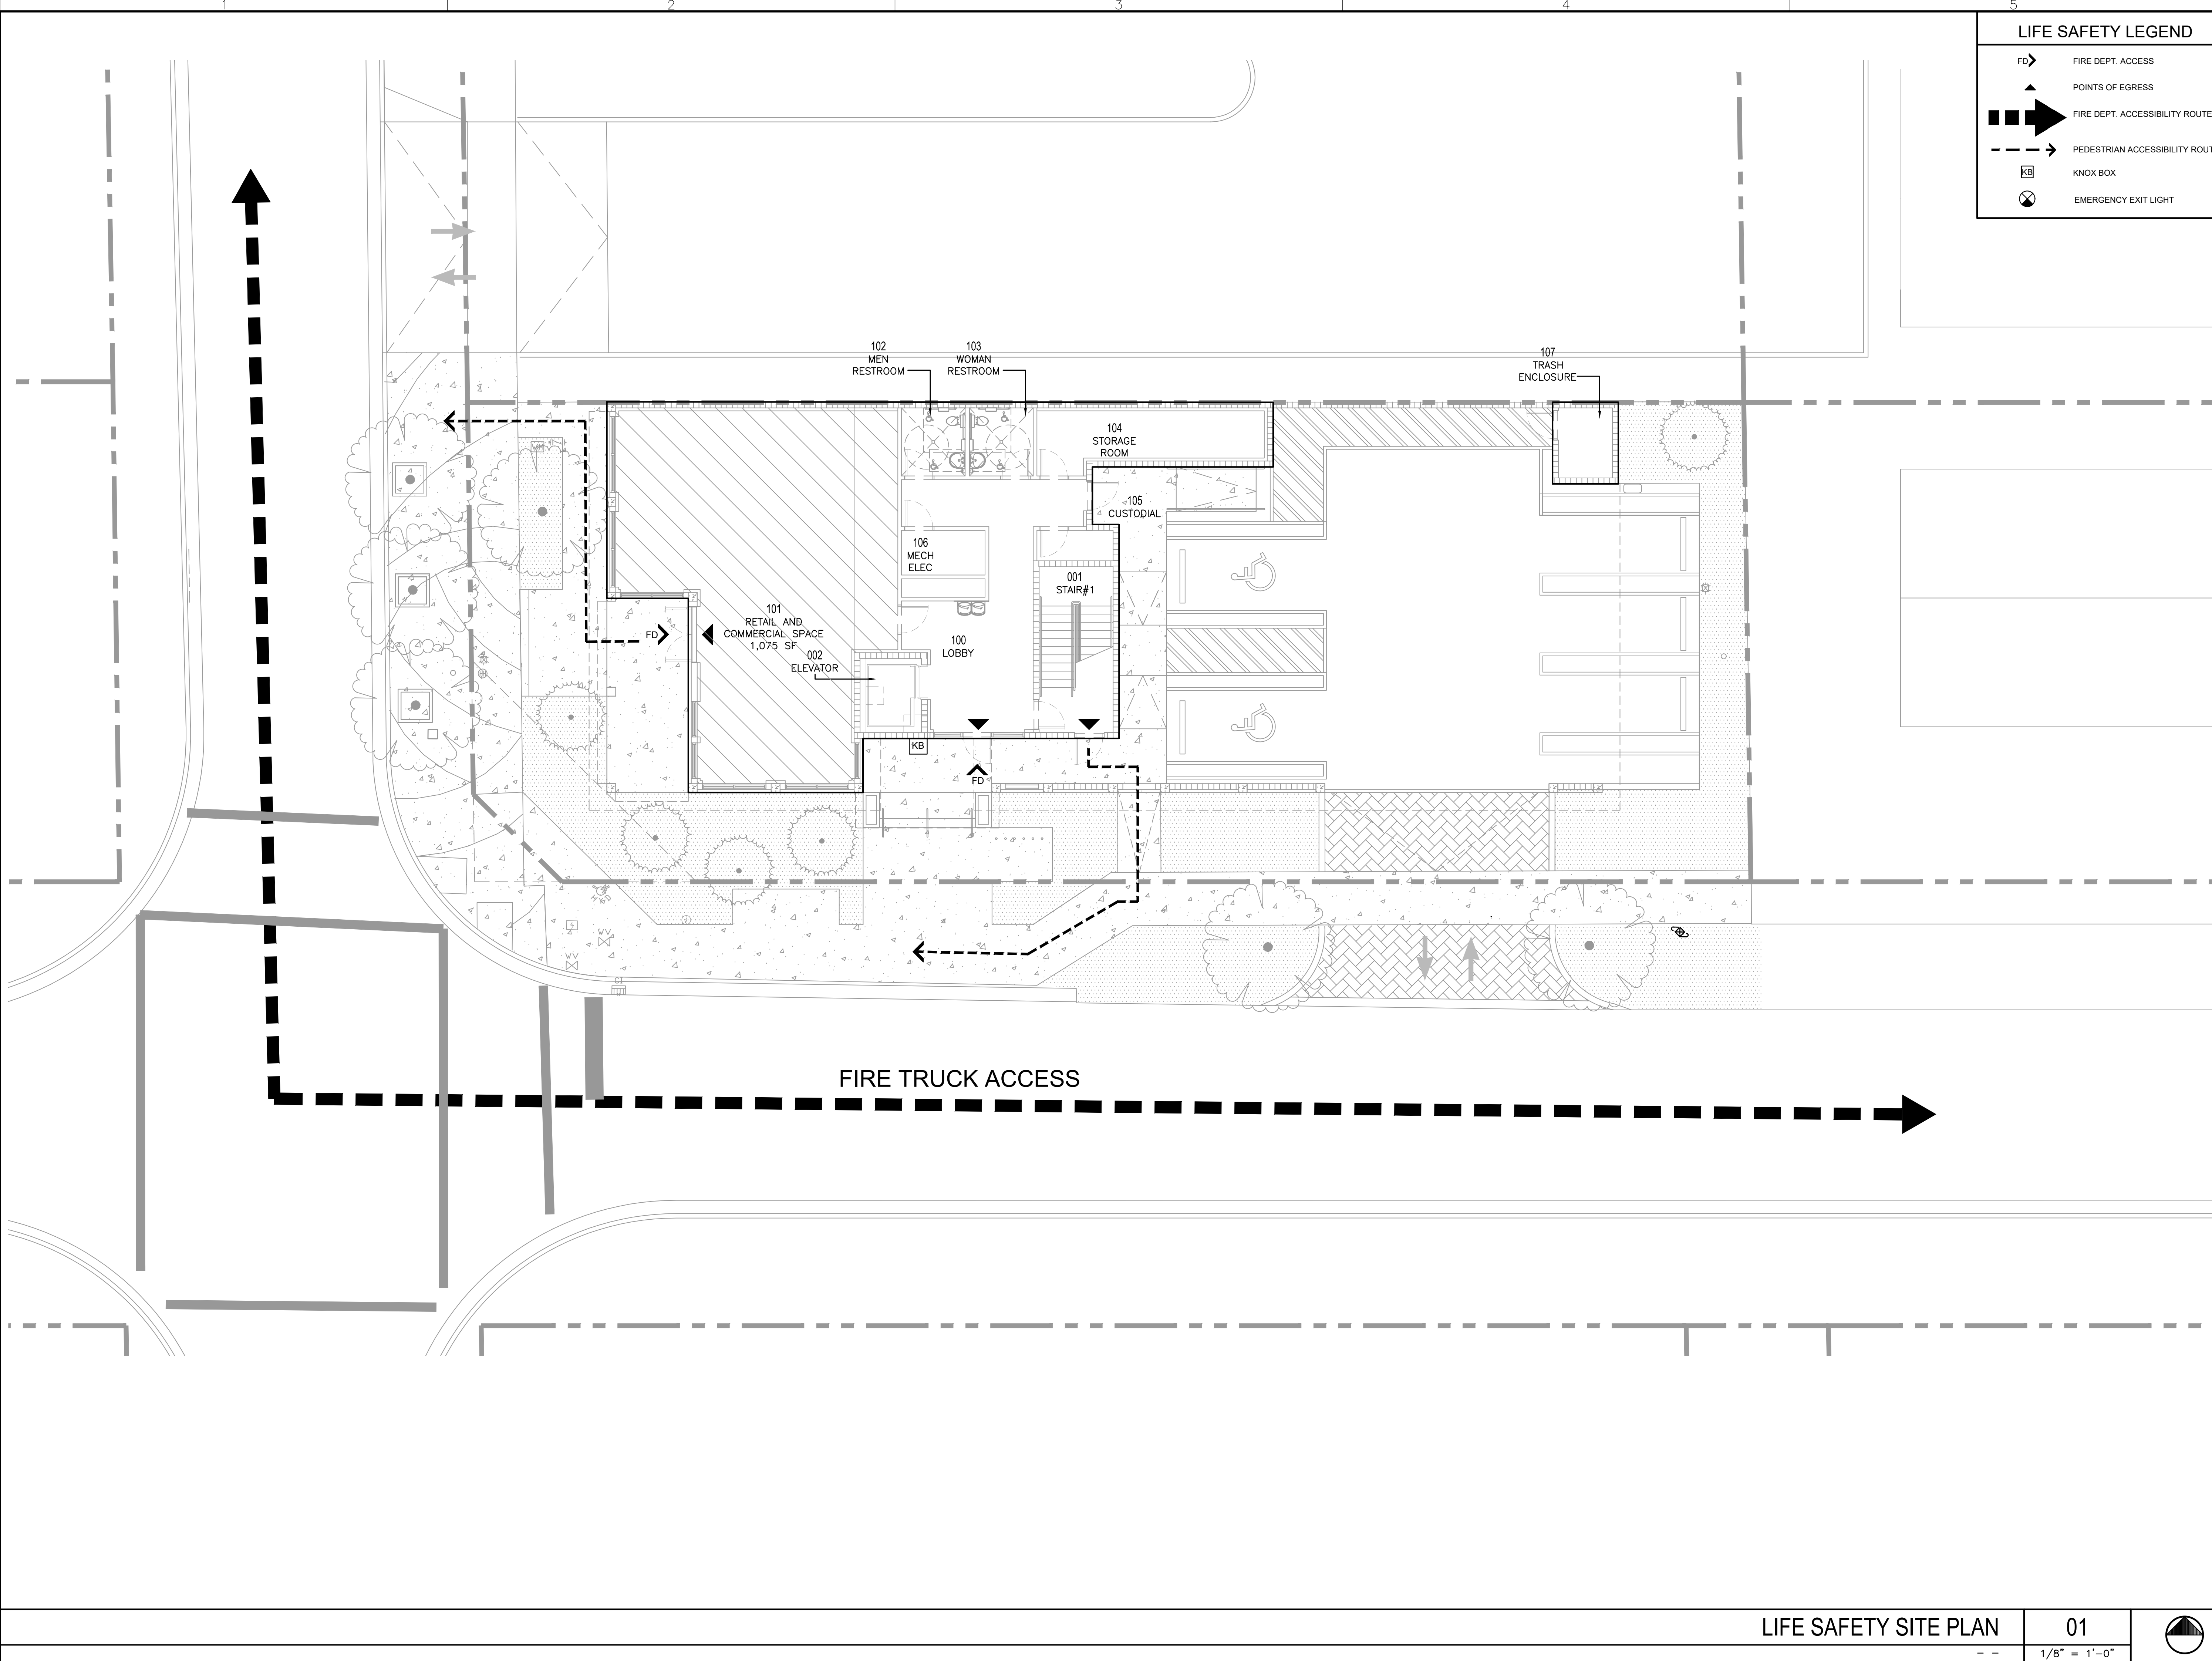 1
2
3
4
5
LIFE SAFETY LEGEND
FD
FIRE DEPT. ACCESS
POINTS OF EGRESS
FIRE DEPT. ACCESSIBILITY ROUTE
PEDESTRIAN ACCESSIBILITY ROUT
KB
KNOX BOX
EMERGENCY EXIT LIGHT
102
MEN
RESTROOM
103
WOMAN
RESTROOM
107
TRASH
ENCLOSURE
104
STORAGE
ROOM
105
CUSTODIAL
106
MECH
ELEC
001
STAIR#1
101
RETAIL AND
COMMERCIAL SPACE
1,075 SF
FD
002
ELEVATOR
100
LOBBY
KB
FD
WV
WV
FIRE TRUCK ACCESS
LIFE SAFETY SITE PLAN
01
1/8" = 1'-0"